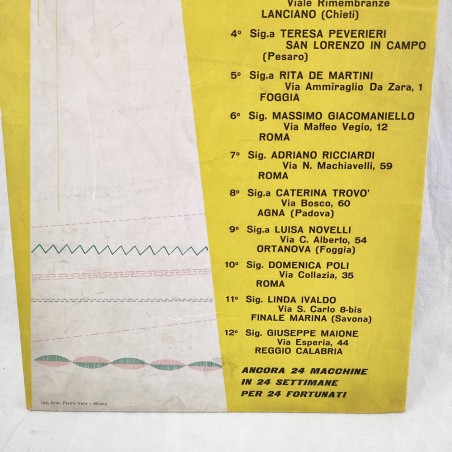 Viale Rimembranze
LANCIANO (Chieti)
4° Sig.a TERESA PEVERIERI
SAN LORENZO IN CAMPO
(Pesaro)
5° Sig.a RITA DE MARTINI
Via Ammiraglio Da Zara, 1
FOGGIA
6° Sig. MASSIMO GIACOMANIELLO
Via Maffeo Vegio, 12
ROMA
7° Sig. ADRIANO RICCIARDI
Via N. Machiavelli, 59
ROMA
8° Sig.a CATERINA TROVO'
Via Bosco, 60
AGNA (Padova)
9° Sig.a LUISA NOVELLI
Via C. Alberto, 54
ORTANOVA (Foggia)
10° Sig. DOMENICA POLI
Via Collazia, 35
ROMA
11° Sig. LINDA IVALDO
Via S. Carlo 8-bis
FINALE MARINA (Savona)
12° Sig. GIUSEPPE MAIONE
Via Esperia, 44
REGGIO CALABRIA
ANCORA 24 MACCHINE
IN 24 SETTIMANE
PER 24 FORTUNATI
- Milano